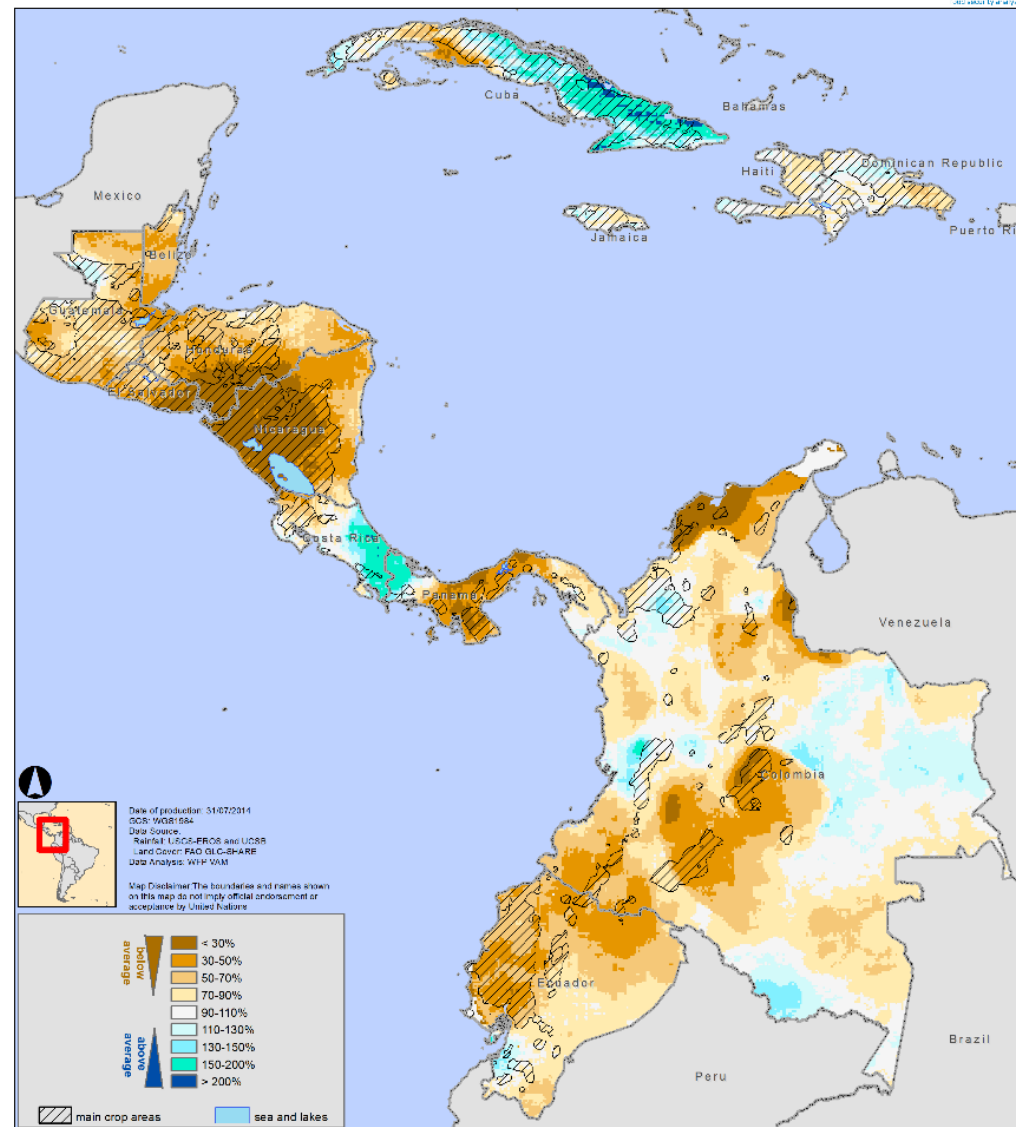 Cuba
Bahamas
Mexico
Haiti
Dominican Republic
Jamaica
Puerto Ri
Belize
Guatemala
Honduras
El Salvador
Nicaragua
Costa Rica
Panama
Venezuela
Colombia
Ecuador
Brazil
Peru
Date of production: 31/07/2014
GCS: WGS1984
Data Source:
Rainfall: USGS-EROS and UCSB
Land Cover: FAO GLC-SHARE
Data Analysis: WFP VAM
Map Disclaimer: The bounderies and names shown
on this map do not imply official endorsement or
acceptance by United Nations
below
average
< 30%
30-50%
50-70%
70-90%
90-110%
110-130%
130-150%
150-200%
> 200%
above
average
main crop areas
sea and lakes